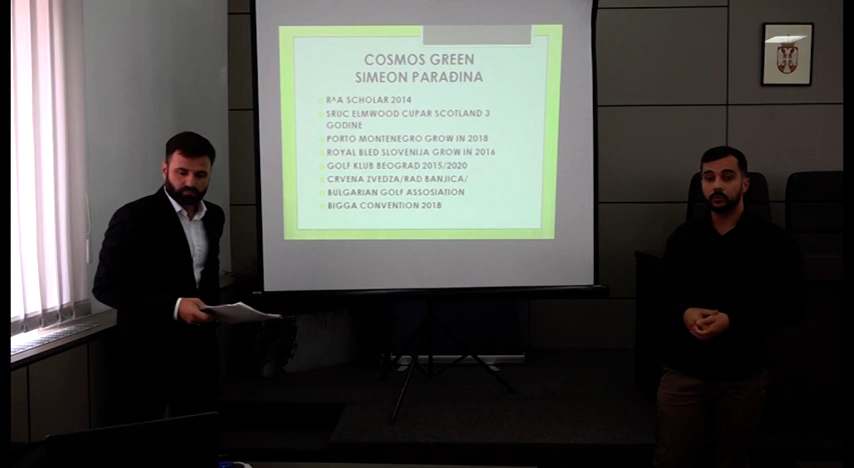 COSMOS GREEN
SIMEON PARAĐINA
R^A SCHOLAR 2014
SRUC ELMWOOD CUPAR SCOTLAND 3
GODINE
PORTO MONTENEGRO GROW IN 2018
ROYAL BLED SLOVENIJA GROW IN 2016
GOLF KLUB BEOGRAD 2015/2020
CRVENA ZVEDZA/RAD BANJICA/
BULGARIAN GOLF ASSOSIATION
BIGGA CONVENTION 2018